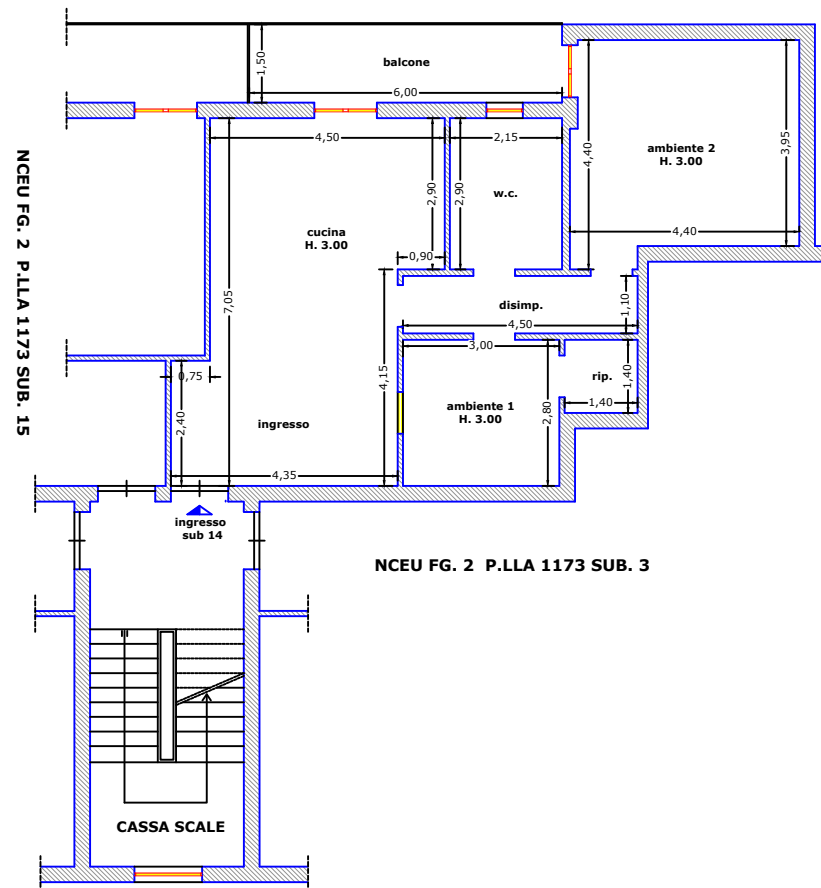 balcone
1,50
6,00
4,50
2,15
ambiente 2
H. 3.00
4,40
3,95
2,90
2,90
w.c.
cucina
H. 3.00
4,40
0,90
NCEU FG. 2 P.LLA 1173 SUB. 15
7,05
disimp.
1,10
4,50
3,00
0,75
4,15
rip.
1,40
1,40
2,40
ambiente 1
H. 3.00
2,80
ingresso
4,35
ingresso
sub 14
NCEU FG. 2 P.LLA 1173 SUB. 3
CASSA SCALE